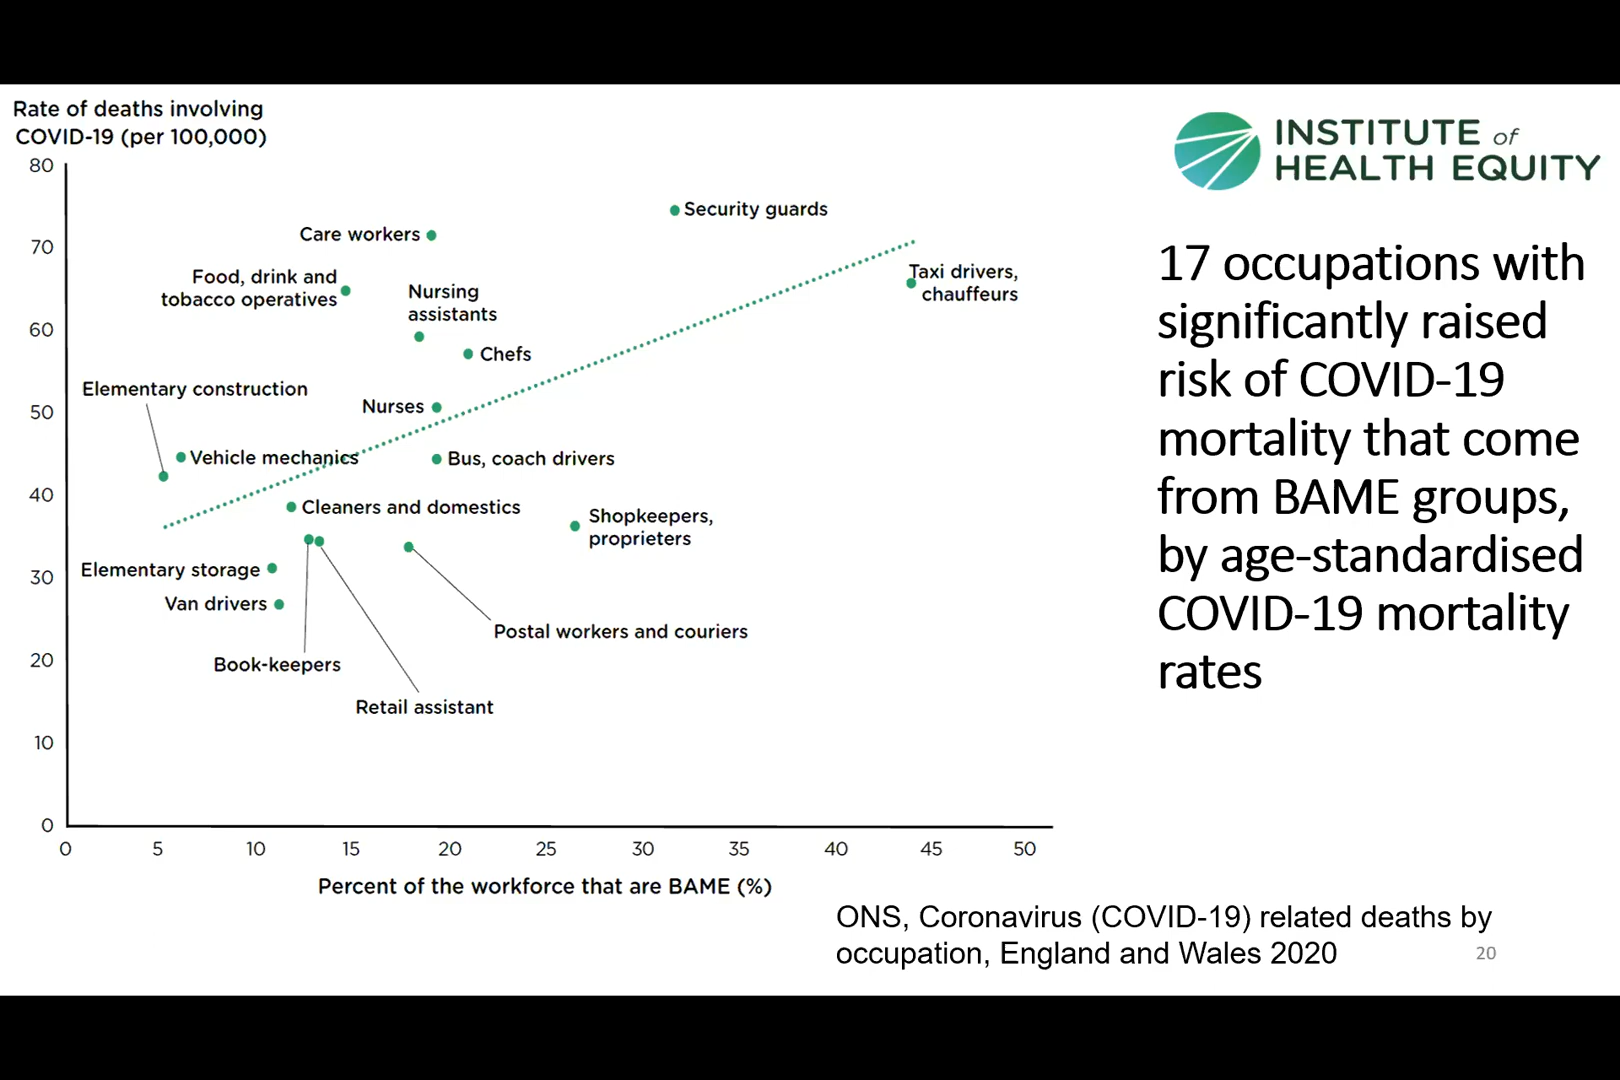 Rate of deaths involving
COVID-19 (per 100,000)
80
70
60
50
40
30
20
10
0
Security guards
Care workers
Food, drink and
tobacco operatives
Nursing
assistants
Taxi drivers,
chauffeurs
Chefs
Elementary construction
Nurses
Vehicle mechanics
Bus, coach drivers
Cleaners and domestics
Shopkeepers,
proprieters
Elementary storage
Van drivers
Postal workers and couriers
Book-keepers
Retail assistant
0 5 10 15 20 25 30 35 40 45 50
Percent of the workforce that are BAME (%)
INSTITUTE of
HEALTH EQUITY
17 occupations with
significantly raised
risk of COVID-19
mortality that come
from BAME groups,
by age-standardised
COVID-19 mortality
rates
ONS, Coronavirus (COVID-19) related deaths by
occupation, England and Wales 2020
20